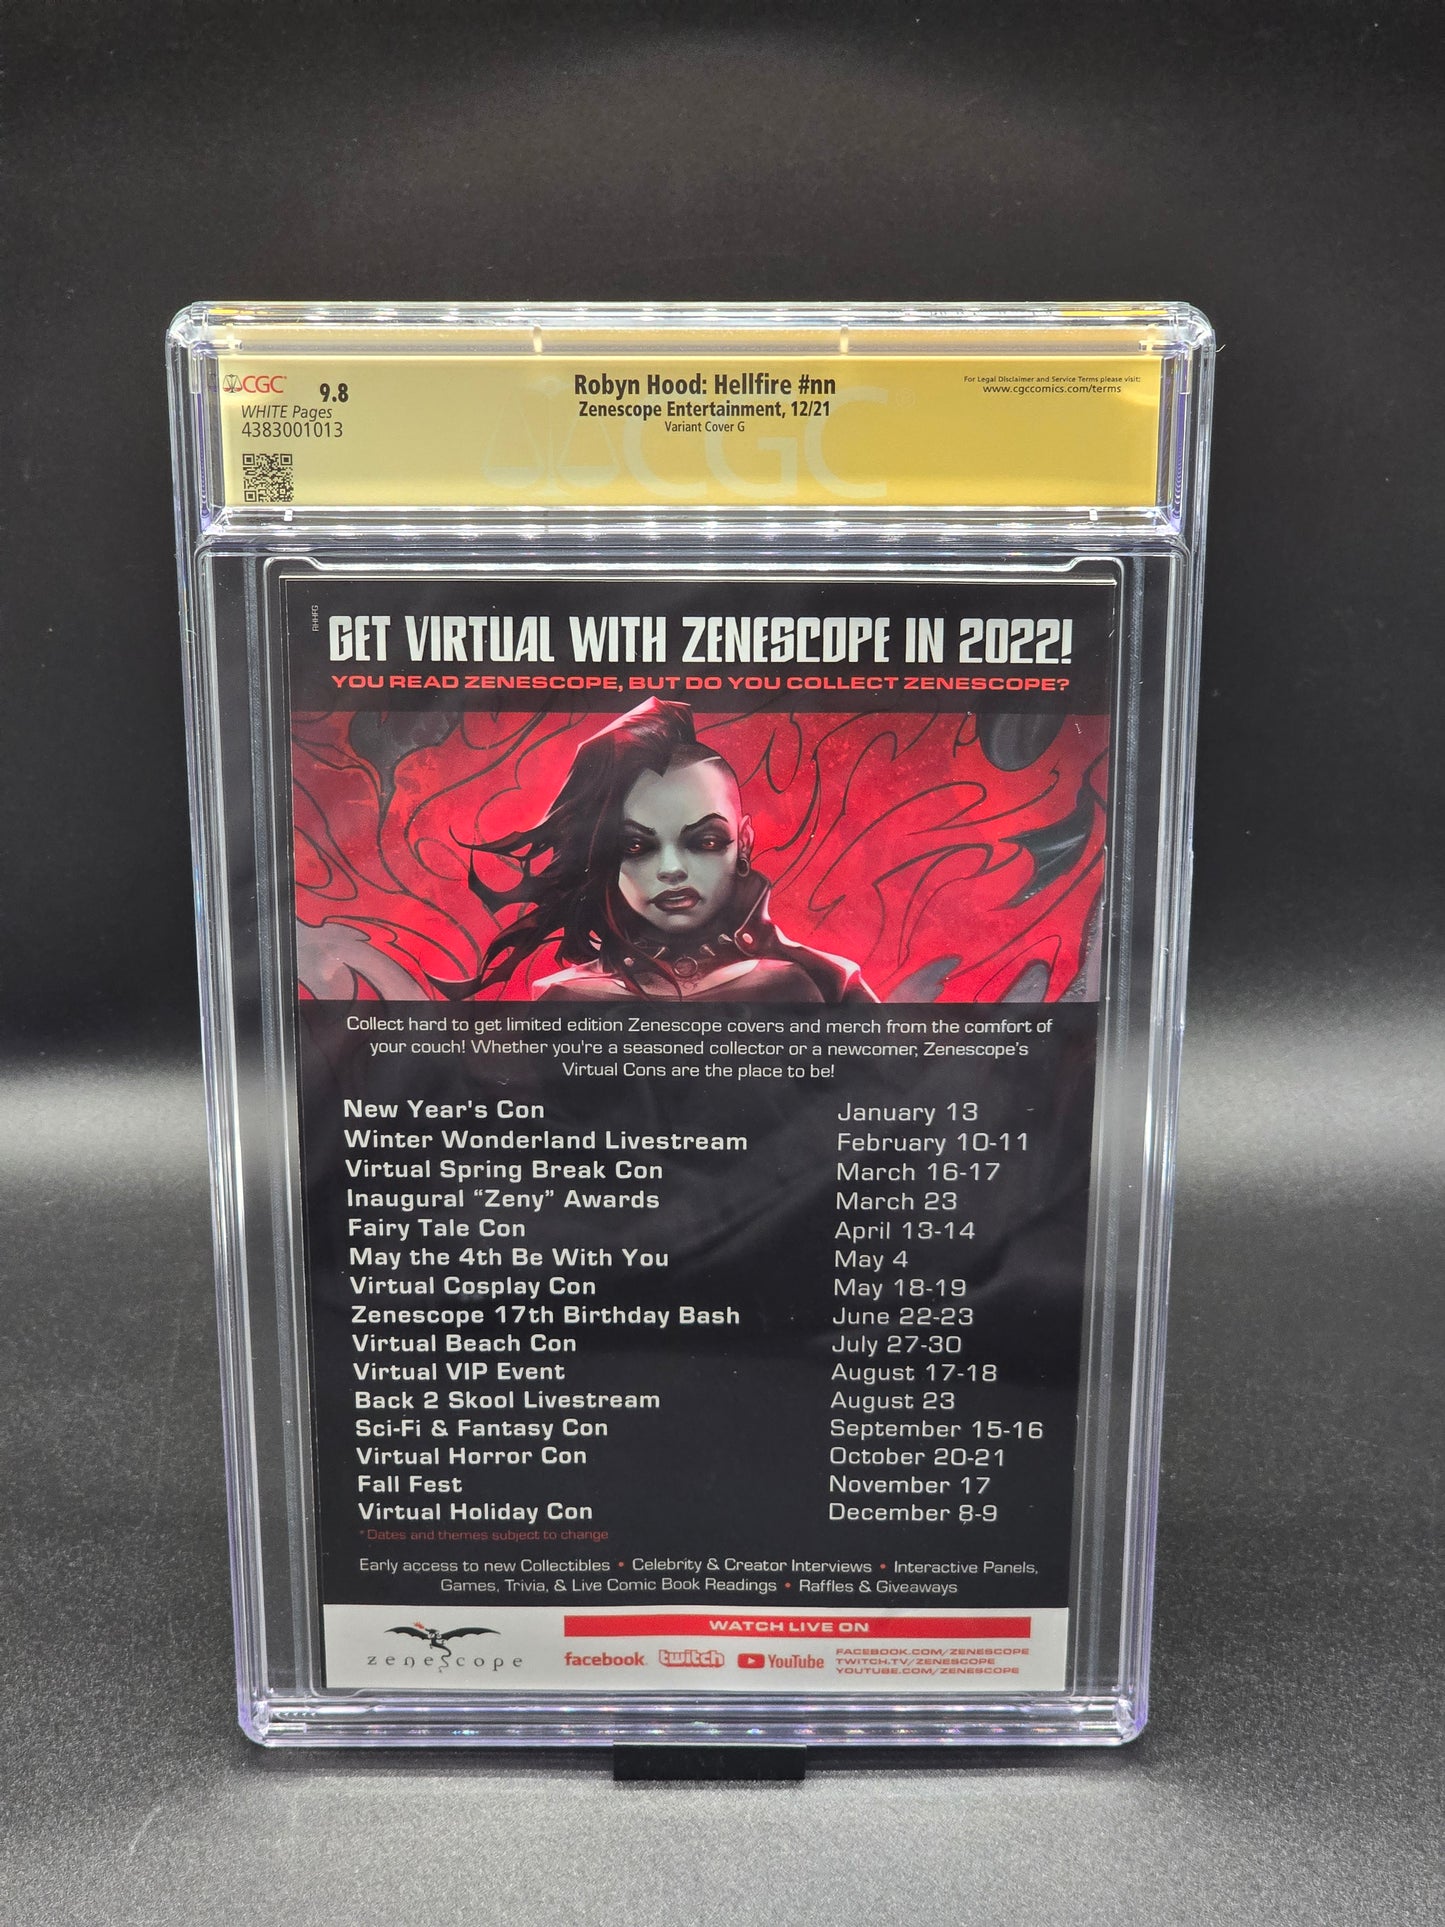 CGC 9.8
WHITE Pages
4383001013
Robyn Hood: Hellfire #nn
Zenescope Entertainment, 12/21
Variant Cover G
For Legal Disclaimer and Service Terms please visit:
www.cgccomics.com/terms
CGC
RHHFG
GET VIRTUAL WITH ZENESCOPE IN 2022!
YOU READ ZENESCOPE, BUT DO YOU COLLECT ZENESCOPE?
Collect hard to get limited edition Zenescope covers and merch from the comfort of
your couch! Whether you're a seasoned collector or a newcomer, Zenescope's
Virtual Cons are the place to be!
New Year's Con January 13
Winter Wonderland Livestream February 10-11
Virtual Spring Break Con March 16-17
Inaugural “Zeny” Awards March 23
Fairy Tale Con April 13-14
May the 4th Be With You May 4
Virtual Cosplay Con May 18-19
Zenescope 17th Birthday Bash June 22-23
Virtual Beach Con July 27-30
Virtual VIP Event August 17-18
Back 2 Skool Livestream August 23
Sci-Fi & Fantasy Con September 15-16
Virtual Horror Con October 20-21
Fall Fest November 17
Virtual Holiday Con December 8-9
*Dates and themes subject to change
Early access to new Collectibles • Celebrity & Creator Interviews • Interactive Panels,
Games, Trivia, & Live Comic Book Readings • Raffles & Giveaways
zenescope
WATCH LIVE ON
facebook twitch YouTube
FACEBOOK.COM/ZENESCOPE
TWITCH.TV/ZENESCOPE
YOUTUBE.COM/ZENESCOPE